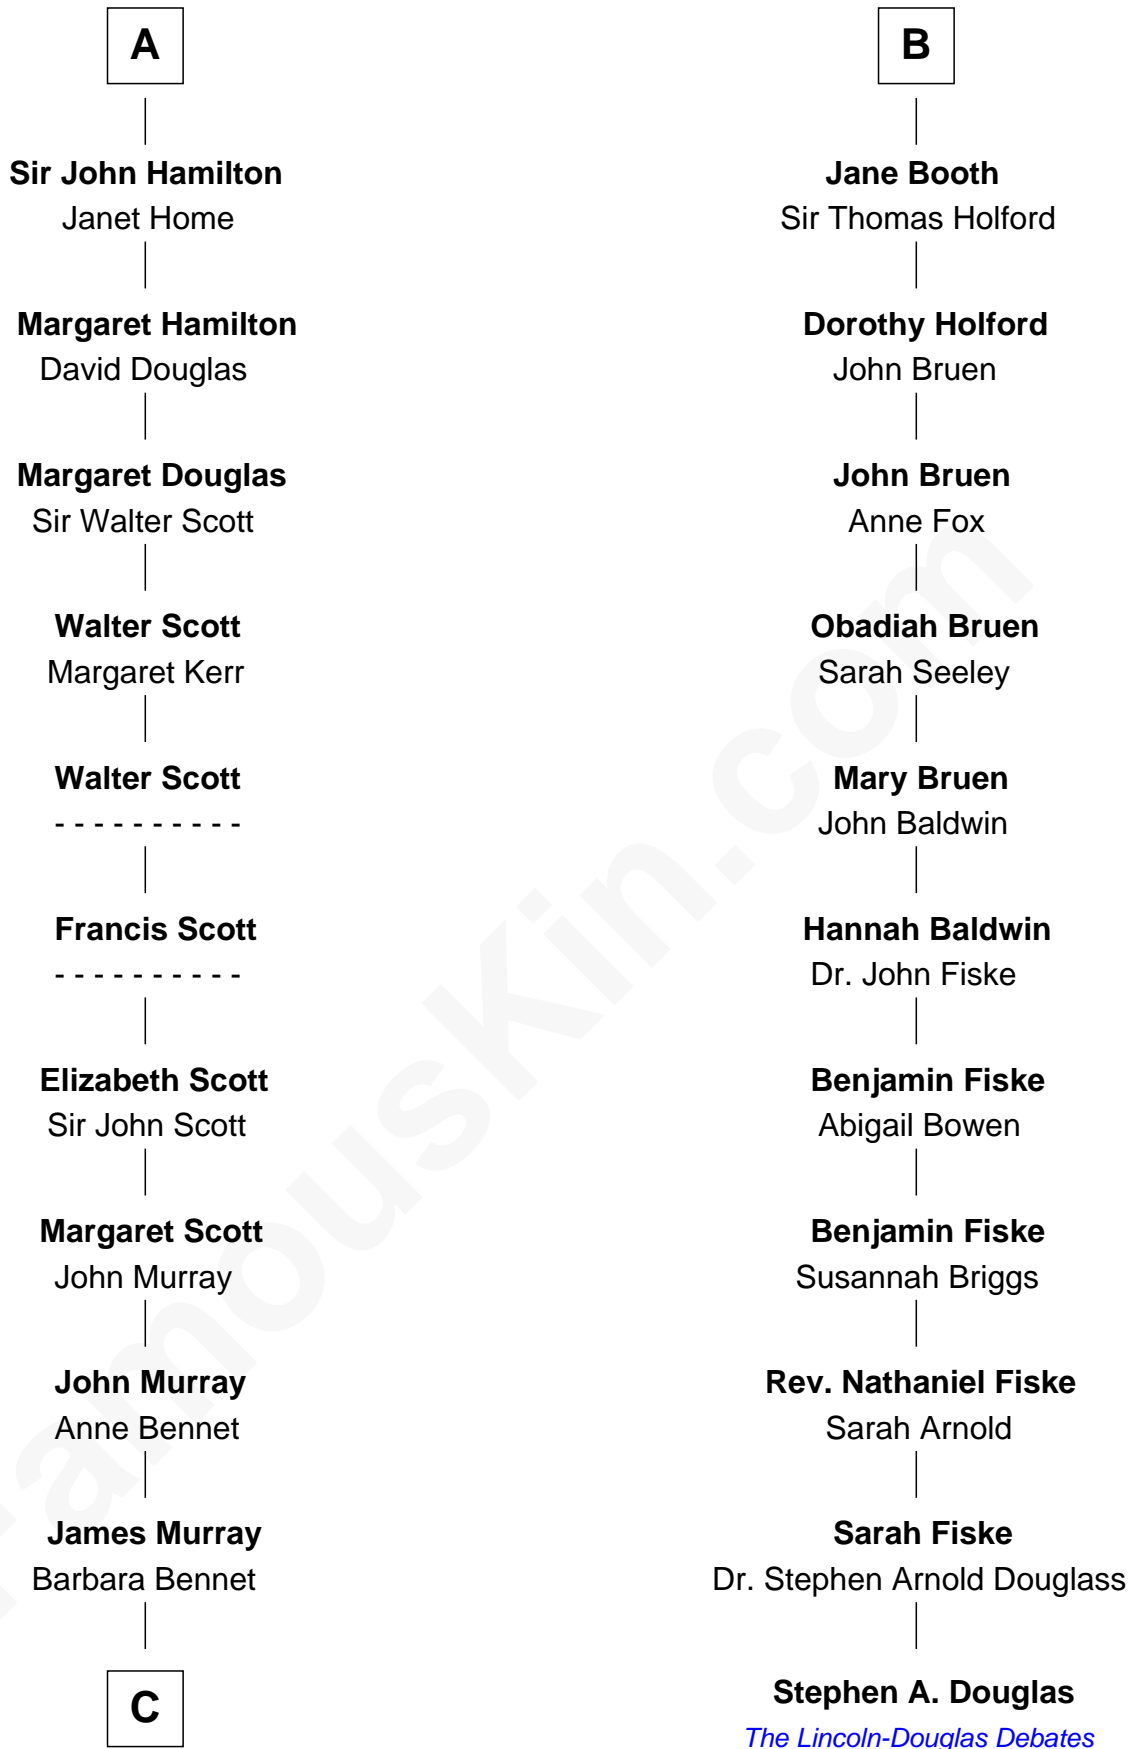 A
Sir John Hamilton
Janet Home
Margaret Hamilton
David Douglas
Margaret Douglas
Sir Walter Scott
Walter Scott
Margaret Kerr
Walter Scott
- - - - - - - - - -
Francis Scott
- - - - - - - - - -
Elizabeth Scott
Sir John Scott
Margaret Scott
John Murray
John Murray
Anne Bennet
James Murray
Barbara Bennet
C
B
Jane Booth
Sir Thomas Holford
Dorothy Holford
John Bruen
John Bruen
Anne Fox
Obadiah Bruen
Sarah Seeley
Mary Bruen
John Baldwin
Hannah Baldwin
Dr. John Fiske
Benjamin Fiske
Abigail Bowen
Benjamin Fiske
Susannah Briggs
Rev. Nathaniel Fiske
Sarah Arnold
Sarah Fiske
Dr. Stephen Arnold Douglass
Stephen A. Douglas
The Lincoln-Douglas Debates
FamousKin.com